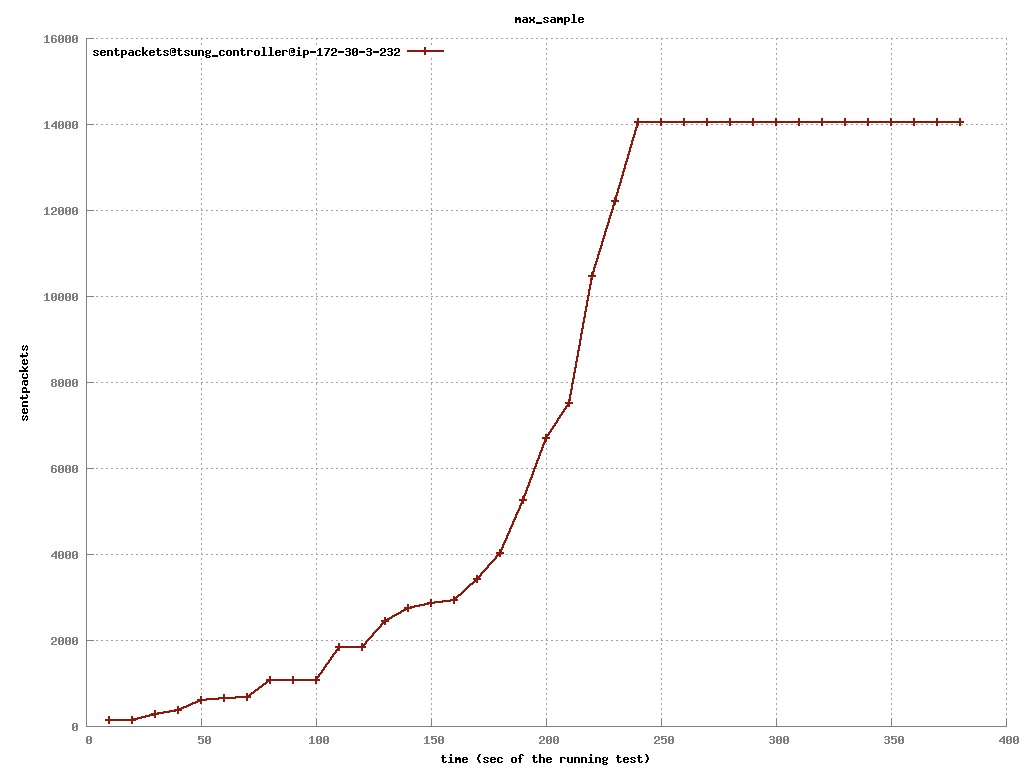 max_sample
sentpackets@tsung_controller@ip-172-30-3-232
16000
14000
12000
10000
8000
6000
4000
2000
0
sentpackets
0 50 100 150 200 250 300 350 400
time (sec of the running test)